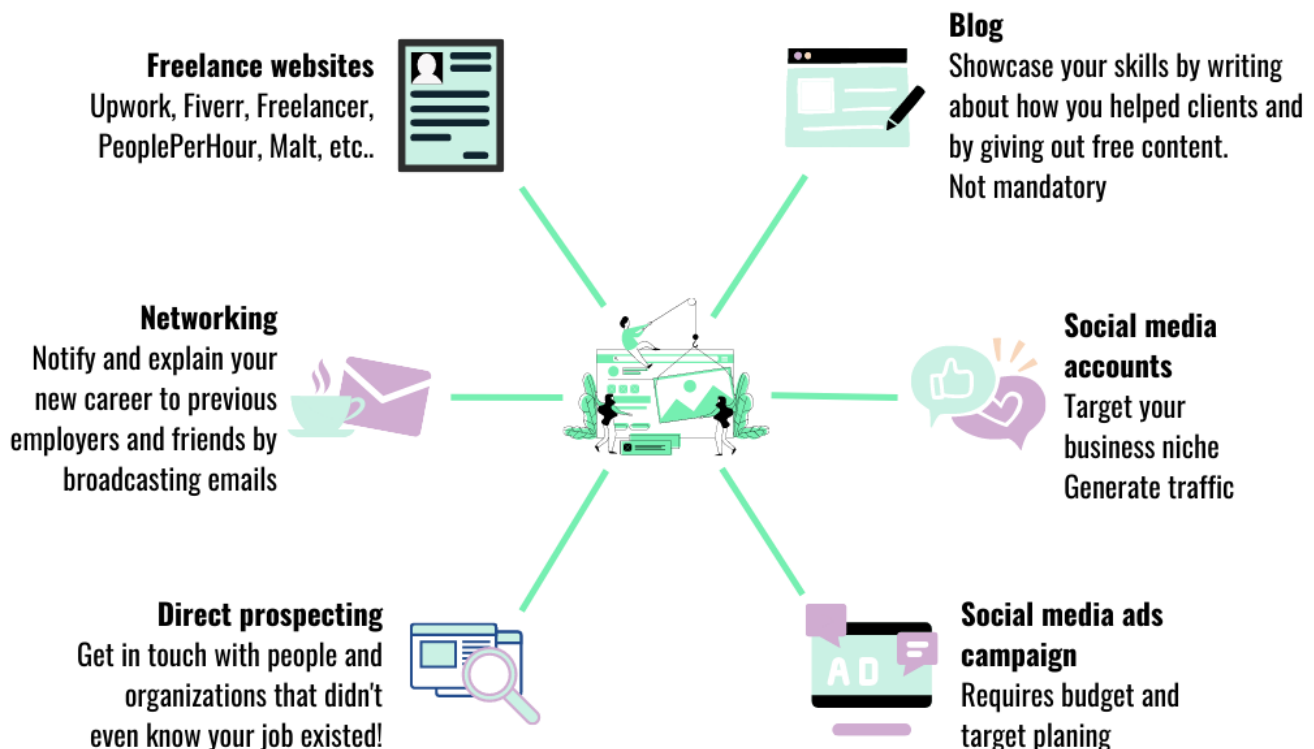 Freelance websites
Upwork, Fiverr, Freelancer,
PeoplePerHour, Malt, etc..
Blog
Showcase your skills by writing
about how you helped clients and
by giving out free content.
Not mandatory
Networking
Notify and explain your
new career to previous
employers and friends by
broadcasting emails
Social media
accounts
Target your
business niche
Generate traffic
Direct prospecting
Get in touch with people and
organizations that didn't
even know your job existed!
AD
Social media ads
campaign
Requires budget and
target planing